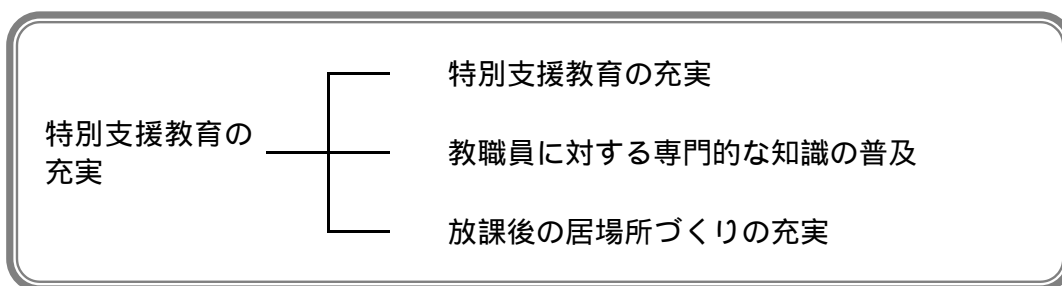 特別支援教育の
充実
特別支援教育の充実
教職員に対する専門的な知識の普及
放課後の居場所づくりの充実